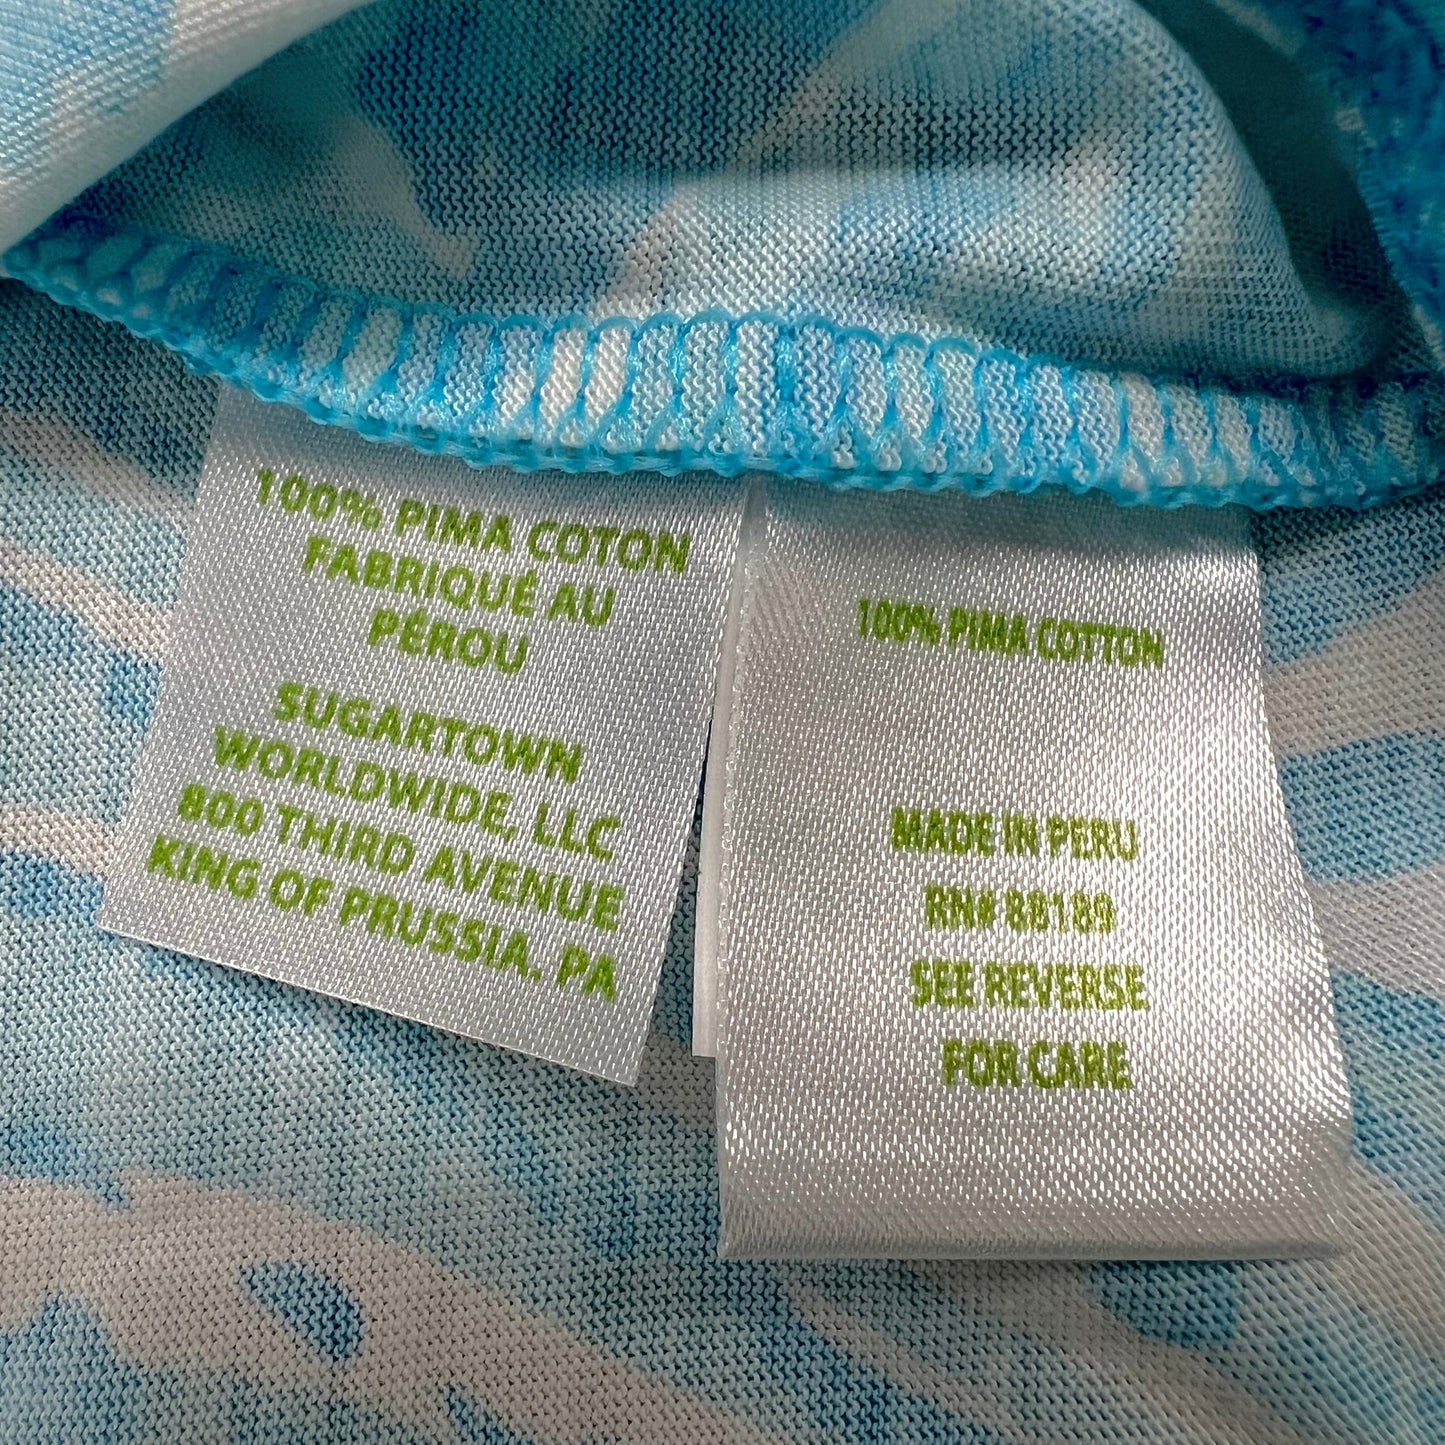 100% PIMA COTON
FABRIQUÉ AU
PÉROU
SUGARTOWN
WORLDWIDE, LLC
800 THIRD AVENUE
KING OF PRUSSIA, PA
100% PIMA COTTON
MADE IN PERU
RN# 88189
SEE REVERSE
FOR CARE